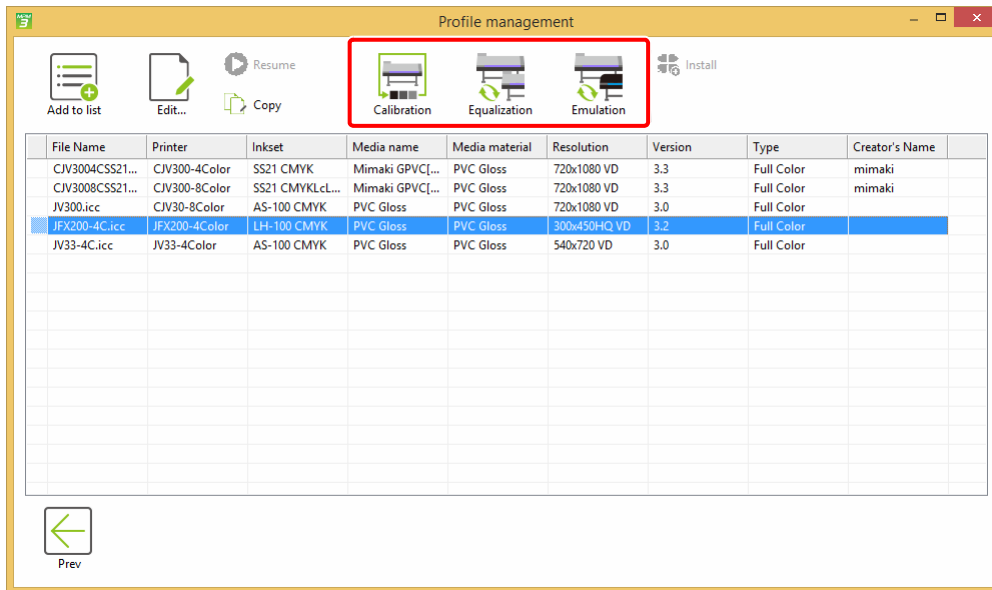 MPM 3 Profile management
Resume Install
Copy
Add to list Edit... Calibration Equalization Emulation
File Name Printer Inkset Media name Media material Resolution Version Type Creator's Name
CJV3004CSS21... CJV300-4Color SS21 CMYK Mimaki GPVC[... PVC Gloss 720x1080 VD 3.3 Full Color mimaki
CJV3008CSS21... CJV300-8Color SS21 CMYKLcL... Mimaki GPVC[... PVC Gloss 720x1080 VD 3.3 Full Color mimaki
JV300.icc CJV30-8Color AS-100 CMYK PVC Gloss PVC Gloss 720x1080 VD 3.0 Full Color
JFX200-4C.icc JFX200-4Color LH-100 CMYK PVC Gloss PVC Gloss 300x450HQ VD 3.2 Full Color
JV33-4C.icc JV33-4Color AS-100 CMYK PVC Gloss PVC Gloss 540x720 VD 3.0 Full Color
Prev